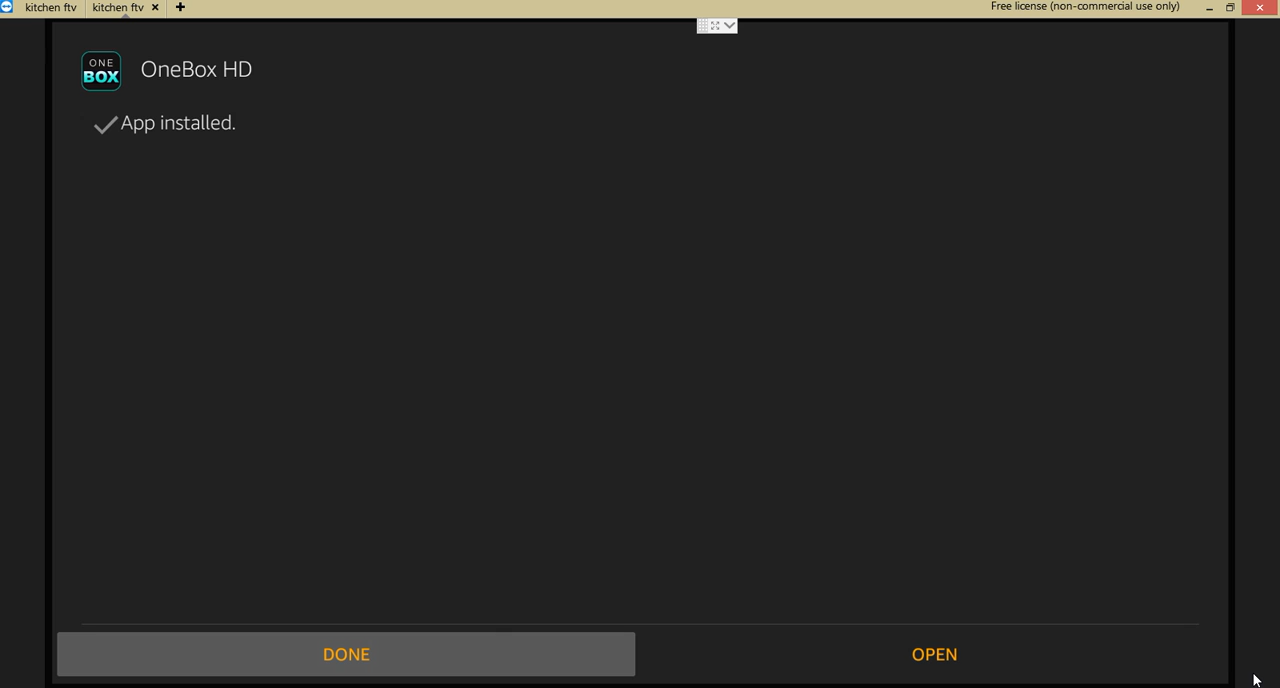 kitchen ftv kitchen ftv Free license (non-commercial use only)
ONE
BOX
OneBox HD
App installed.
DONE OPEN